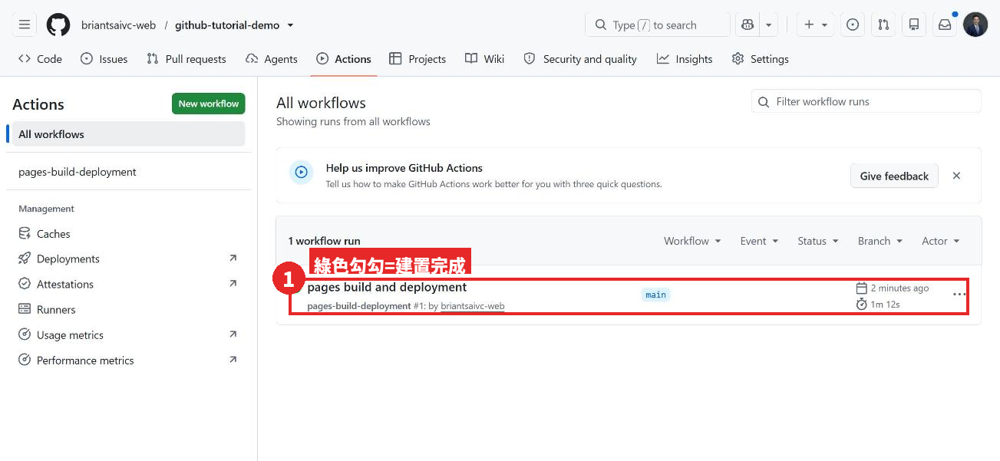 briantsaivc-web / github-tutorial-demo
Type / to search
Code Issues Pull requests Agents Actions Projects Wiki Security and quality Insights Settings
Actions
New workflow
All workflows
pages-build-deployment
Management
Caches
Deployments
Attestations
Runners
Usage metrics
Performance metrics
All workflows
Showing runs from all workflows
Filter workflow runs
Help us improve GitHub Actions
Tell us how to make GitHub Actions work better for you with three quick questions.
Give feedback
1 workflow run
Workflow Event Status Branch Actor
綠色勾勾=建置完成
1
pages build and deployment
pages-build-deployment #1: by briantsaivc-web
main
2 minutes ago
1m 12s